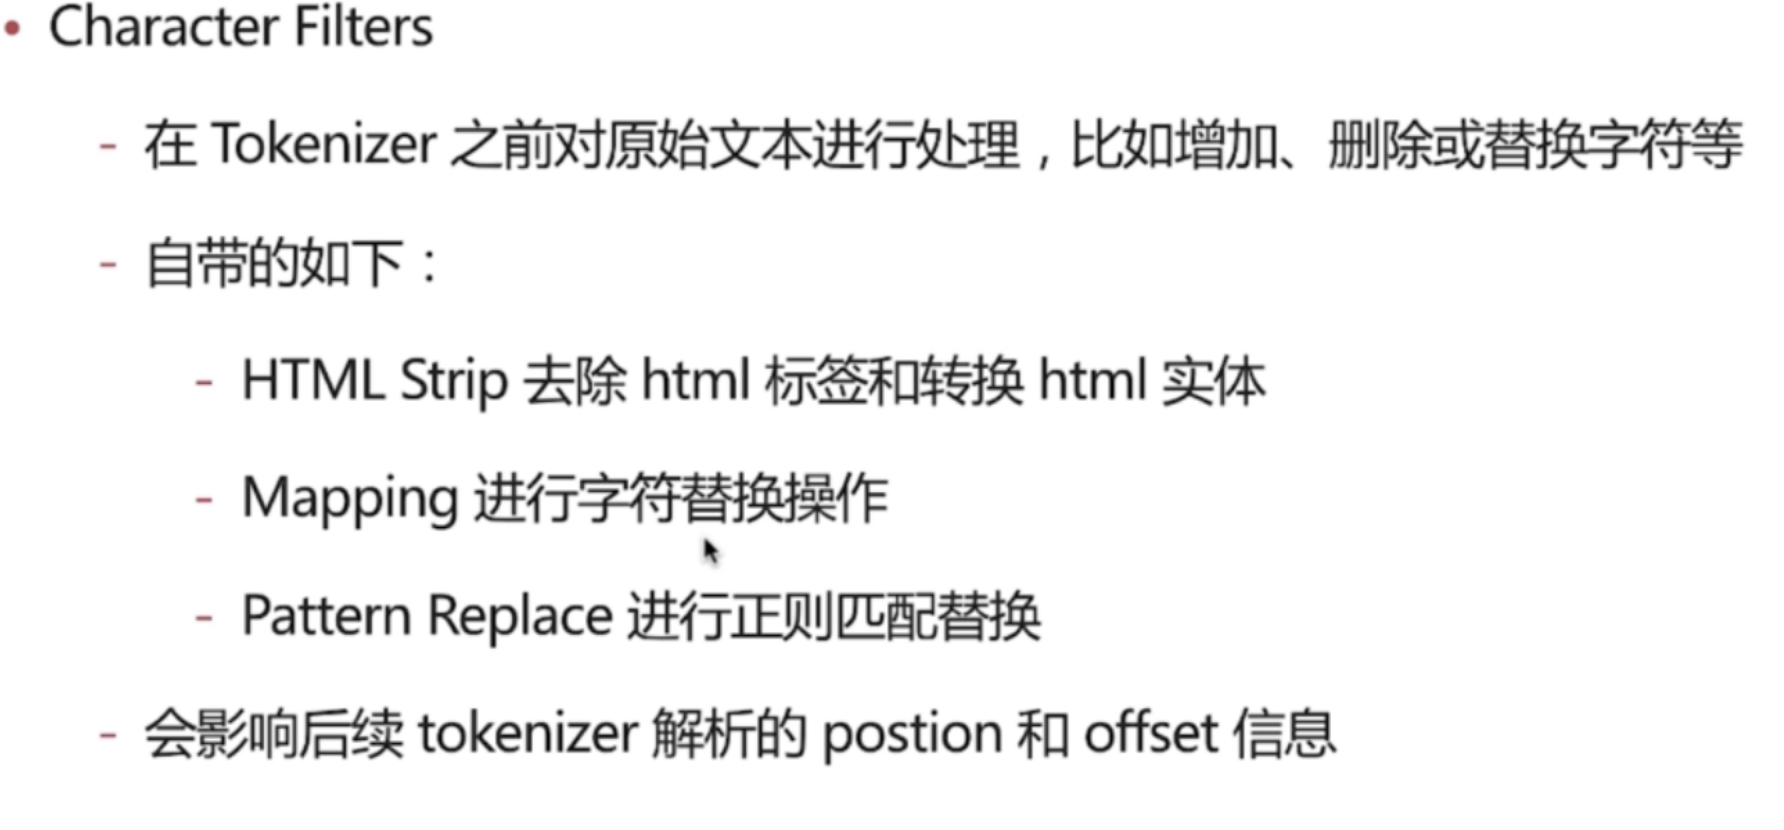 • Character Filters
- 在 Tokenizer 之前对原始文本进行处理，比如增加、删除或替换字符等
- 自带的如下：
- HTML Strip 去除 html 标签和转换 html 实体
- Mapping 进行字符替换操作
- Pattern Replace 进行正则匹配替换
- 会影响后续 tokenizer 解析的 postion 和 offset 信息